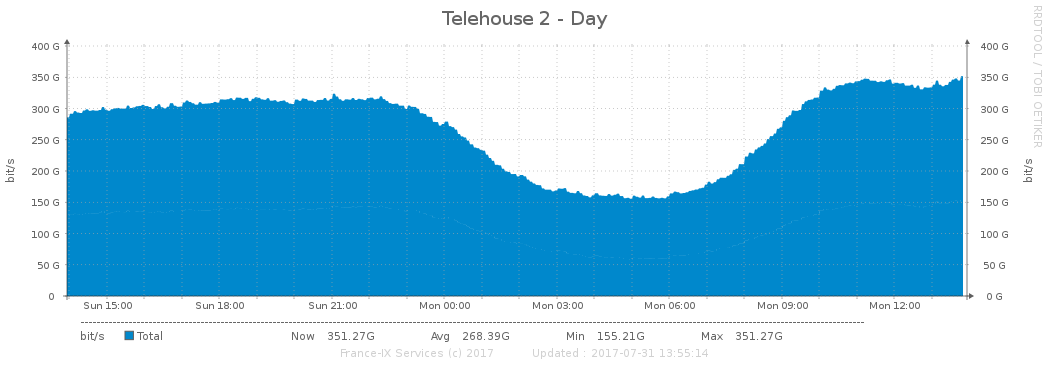 Telehouse 2 - Day
RRDTOOL / TOBI OETIKER
bit/s
400 G
350 G
300 G
250 G
200 G
150 G
100 G
50 G
0
400 G
350 G
300 G
250 G
200 G
150 G
100 G
50 G
0 G
bit/s
Sun 15:00 Sun 18:00 Sun 21:00 Mon 00:00 Mon 03:00 Mon 06:00 Mon 09:00 Mon 12:00
bit/s Total Now 351.27G Avg 268.39G Min 155.21G Max 351.27G
France-IX Services (c) 2017 Updated : 2017-07-31 13:55:14